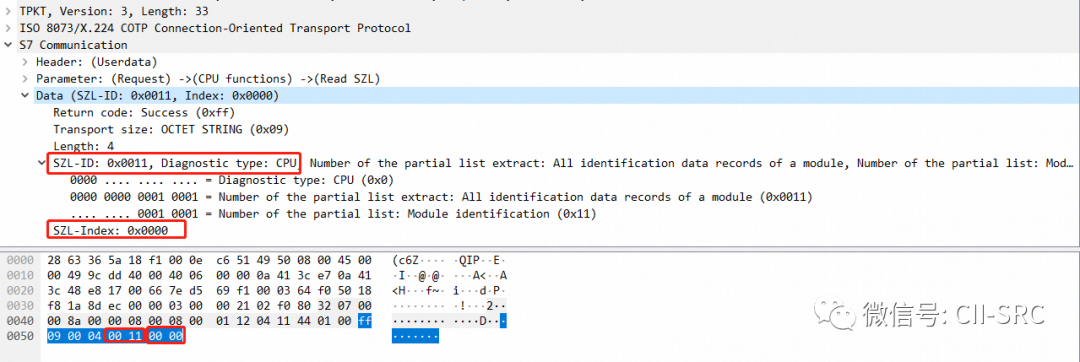 TPKT, Version: 3, Length: 33
ISO 8073/X.224 COTP Connection-Oriented Transport Protocol
S7 Communication
Header: (Userdata)
Parameter: (Request) ->(CPU functions) ->(Read SZL)
Data (SZL-ID: 0x0011, Index: 0x0000)
Return code: Success (0xff)
Transport size: OCTET STRING (0x09)
Length: 4
SZL-ID: 0x0011, Diagnostic type: CPU, Number of the partial list extract: All identification data records of a module, Number of the partial list: Mod…
0000 .... .... .... = Diagnostic type: CPU (0x0)
0000 0000 0001 0001 = Number of the partial list extract: All identification data records of a module (0x0011)
.... .... 0001 0001 = Number of the partial list: Module identification (0x11)
SZL-Index: 0x0000
0000 28 63 36 5a 18 f1 00 0e c6 51 49 50 08 00 45 00 (c6Z···· ·QIP··E·
0010 00 49 9c dd 40 00 40 06 00 00 0a 41 3c e7 0a 41 ·I··@·@· ···A<··A
0020 3c 48 e8 17 00 66 7e d5 69 f1 00 03 64 f0 50 18 <H···f~· i···d·P·
0030 f8 1a 8d ec 00 00 03 00 00 21 02 f0 80 32 07 00 ········ ·!···2··
0040 00 8a 00 00 08 00 08 00 01 12 04 11 44 01 00 ff ········ ····D···
0050 09 00 04 00 11 00 00 ·······
微信号: CII-SRC